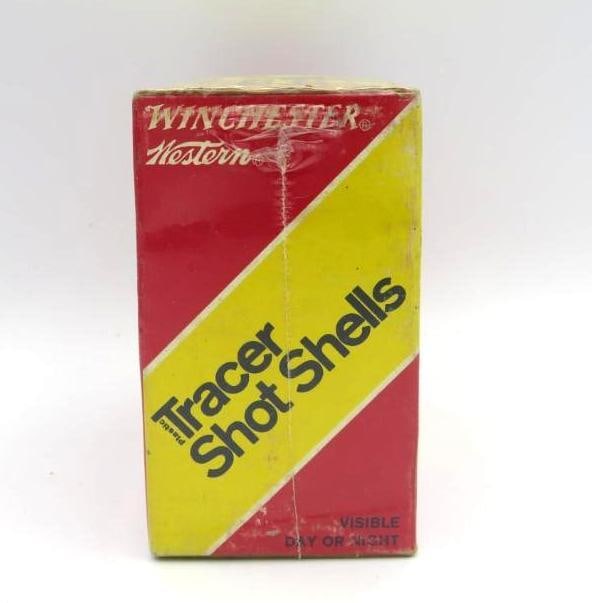 WINCHESTER®
Western®
Plastic
Tracer
Shot Shells
VISIBLE
DAY OR NIGHT